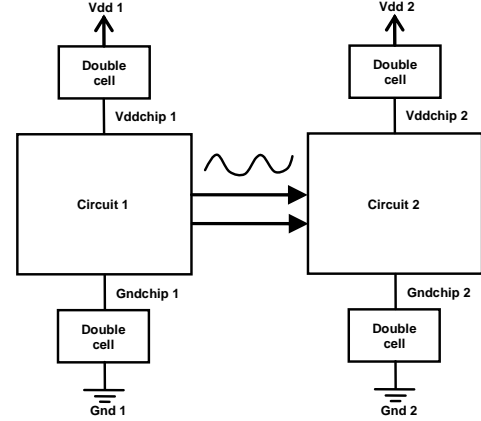 Vdd 1
Vdd 2
Double
cell
Double
cell
Vddchip 1
Vddchip 2
Circuit 1
Circuit 2
Gndchip 1
Gndchip 2
Double
cell
Double
cell
Gnd 1
Gnd 2